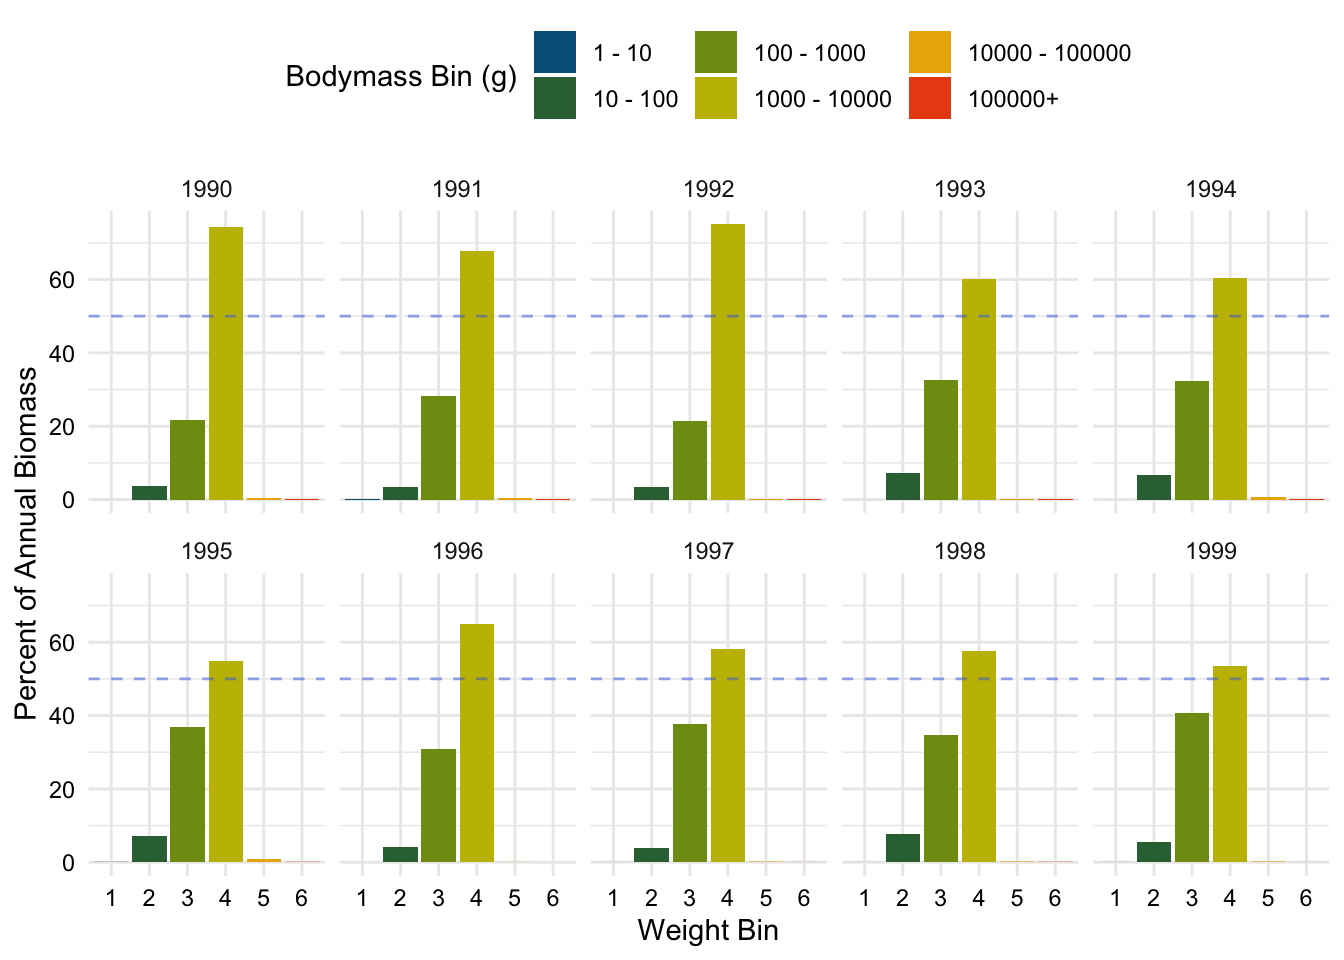 Bodymass Bin (g)
1 - 10
100 - 1000
10000 - 100000
10 - 100
1000 - 10000
100000+
1990 1991 1992 1993 1994
60
40
20
0
1995 1996 1997 1998 1999
60
40
20
0
Percent of Annual Biomass
1 2 3 4 5 6 1 2 3 4 5 6 1 2 3 4 5 6 1 2 3 4 5 6 1 2 3 4 5 6
Weight Bin